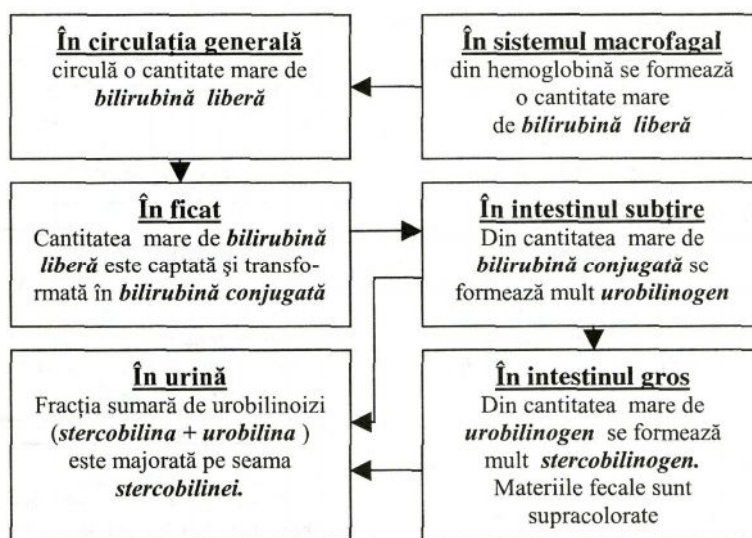 În circulația generală
circulă o cantitate mare de
bilirubină liberă
În sistemul macrofagal
din hemoglobină se formează
o cantitate mare
de bilirubină liberă
În ficat
Cantitatea mare de bilirubină
liberă este captată și transfo-
rmată în bilirubină conjugată
În intestinul subțire
Din cantitatea mare de
bilirubină conjugată se
formează mult urobilinogen
În urină
Fracția sumară de urobilinoizi
(stercobilina + urobilina )
este majorată pe seama
stercobilinei.
În intestinul gros
Din cantitatea mare de
urobilinogen se formează
mult stercobilinogen.
Materiile fecale sunt
supracolorate